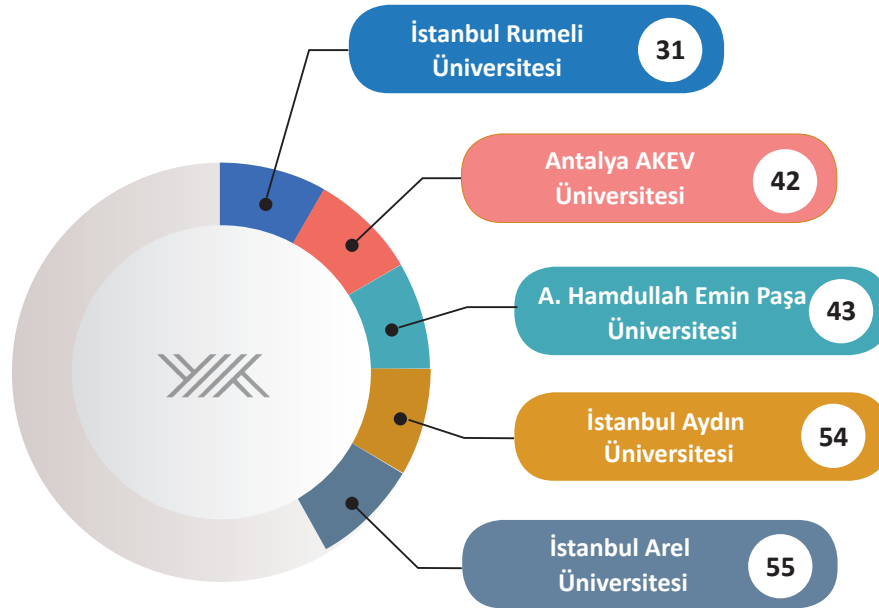 İstanbul Rumeli
Üniversitesi
31
Antalya AKEV
Üniversitesi
42
A. Hamdullah Emin Paşa
Üniversitesi
43
İstanbul Aydın
Üniversitesi
54
İstanbul Arel
Üniversitesi
55